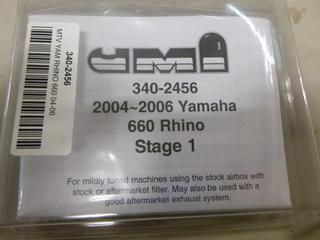 340-2456
MTV YAM RHINO 660 04-06
340-2456
2004~2006 Yamaha
660 Rhino
Stage 1
For mildly tuned machines using the stock airbox with
stock or aftermarket filter. May also be used with a
good aftermarket exhaust system.